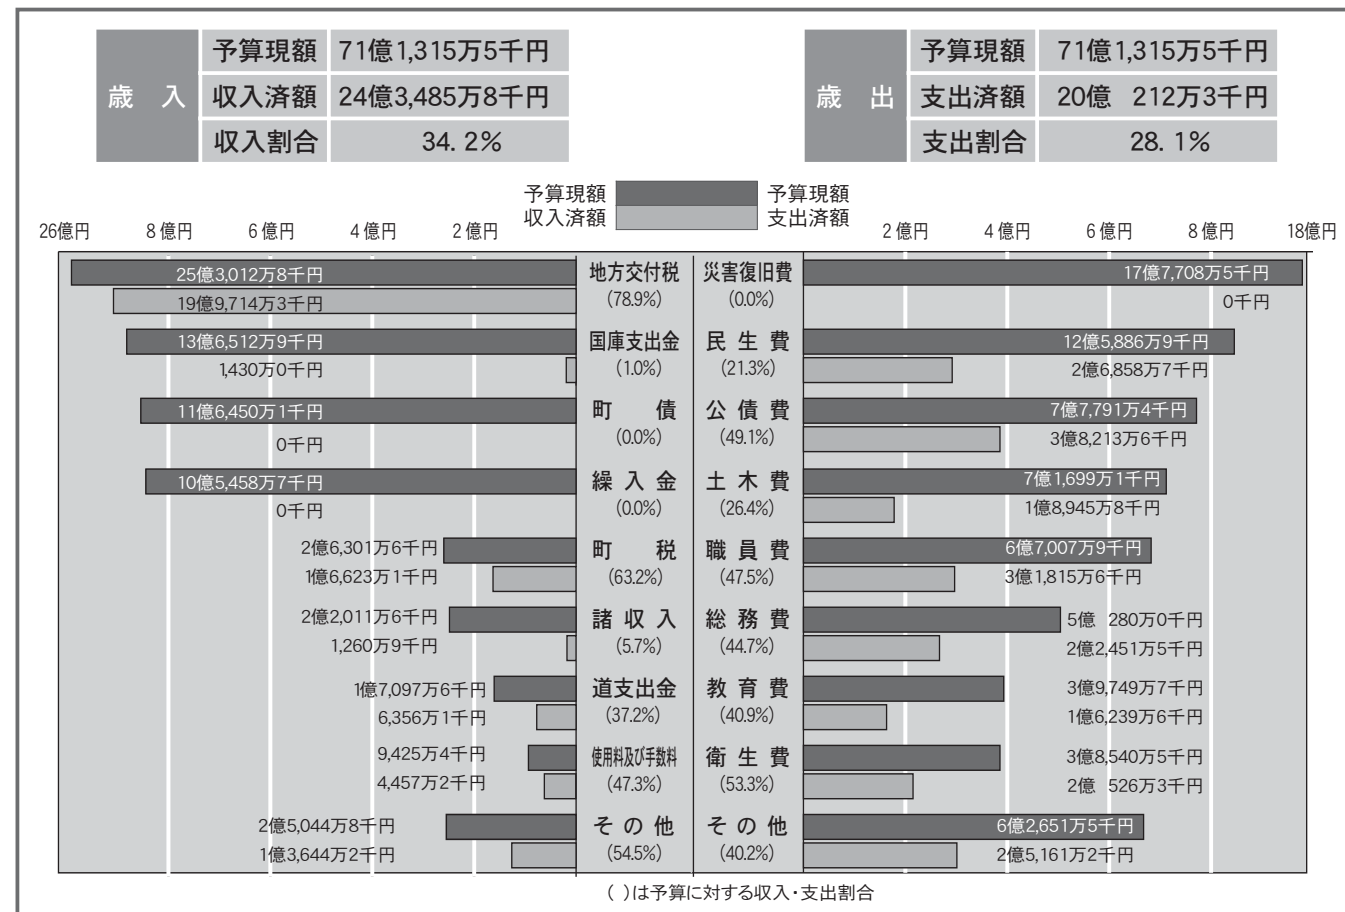 歳 入
予算現額 71億1,315万5千円
収入済額 24億3,485万8千円
収入割合 34.2%
歳 出
予算現額 71億1,315万5千円
支出済額 20億 212万3千円
支出割合 28.1%
予算現額 予算現額
収入済額 支出済額
26億円 8億円 6億円 4億円 2億円 2億円 4億円 6億円 8億円 18億円
25億3,012万8千円 地方交付税 災害復旧費 17億7,708万5千円
19億9,714万3千円 (78.9%) (0.0%) 0千円
13億6,512万9千円 国庫支出金 民生費 12億5,886万9千円
1,430万0千円 (1.0%) (21.3%) 2億6,858万7千円
11億6,450万1千円 町 債 公債費 7億7,791万4千円
0千円 (0.0%) (49.1%) 3億8,213万6千円
10億5,458万7千円 繰入金 土木費 7億1,699万1千円
0千円 (0.0%) (26.4%) 1億8,945万8千円
2億6,301万6千円 町 税 職員費 6億7,007万9千円
1億6,623万1千円 (63.2%) (47.5%) 3億1,815万6千円
2億2,011万6千円 諸収入 総務費 5億 280万0千円
1,260万9千円 (5.7%) (44.7%) 2億2,451万5千円
1億7,097万6千円 道支出金 教育費 3億9,749万7千円
6,356万1千円 (37.2%) (40.9%) 1億6,239万6千円
9,425万4千円 使用料及び手数料 衛生費 3億8,540万5千円
4,457万2千円 (47.3%) (53.3%) 2億 526万3千円
2億5,044万8千円 その他 その他 6億2,651万5千円
1億3,644万2千円 (54.5%) (40.2%) 2億5,161万2千円
( )は予算に対する収入・支出割合